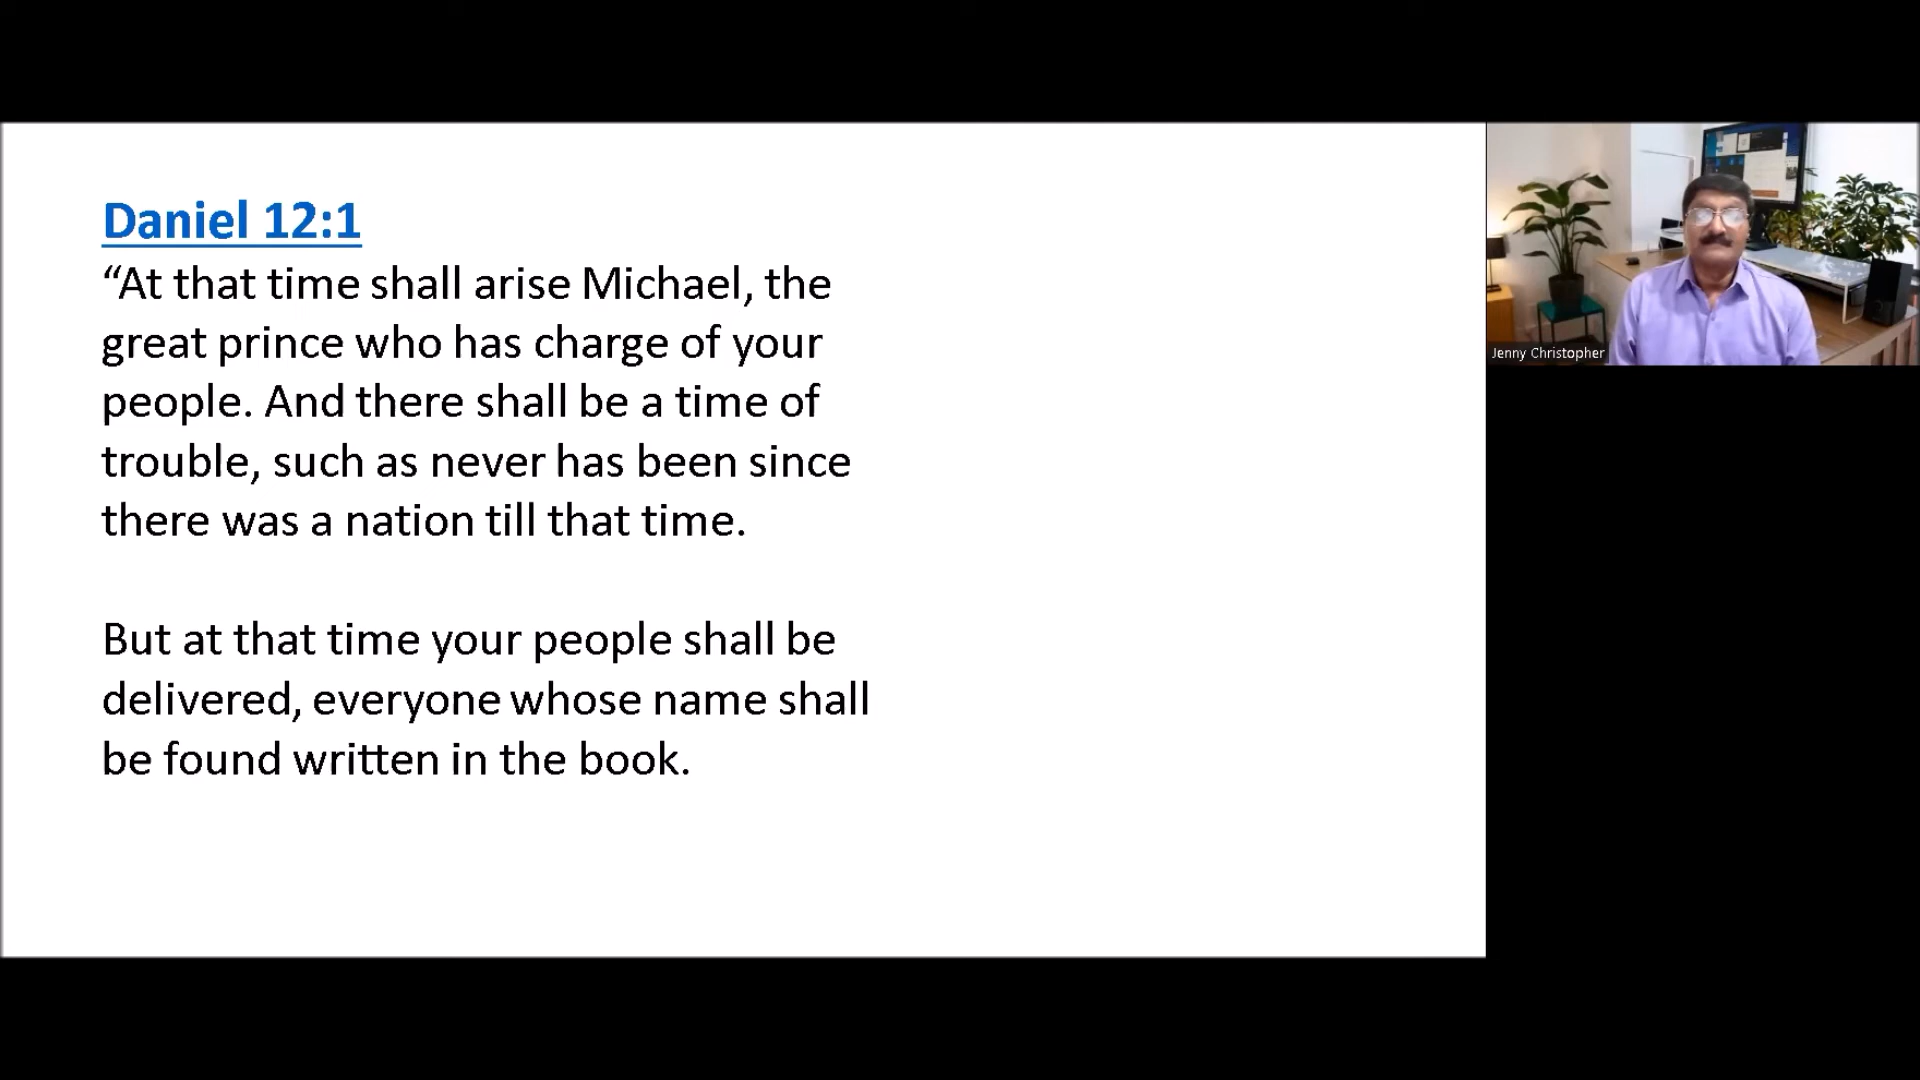 Daniel 12:1
“At that time shall arise Michael, the
great prince who has charge of your
people. And there shall be a time of
trouble, such as never has been since
there was a nation till that time.
But at that time your people shall be
delivered, everyone whose name shall
be found written in the book.
Jenny Christopher